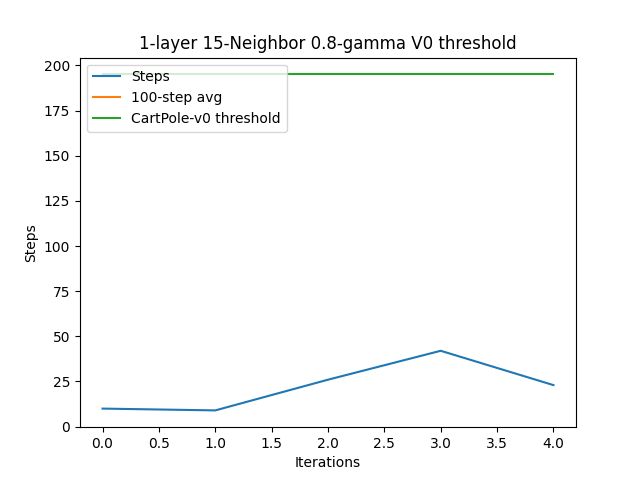 1-layer 15-Neighbor 0.8-gamma V0 threshold
Steps
100-step avg
CartPole-v0 threshold
200
175
150
125
100
75
50
25
0
Steps
0.0 0.5 1.0 1.5 2.0 2.5 3.0 3.5 4.0
Iterations